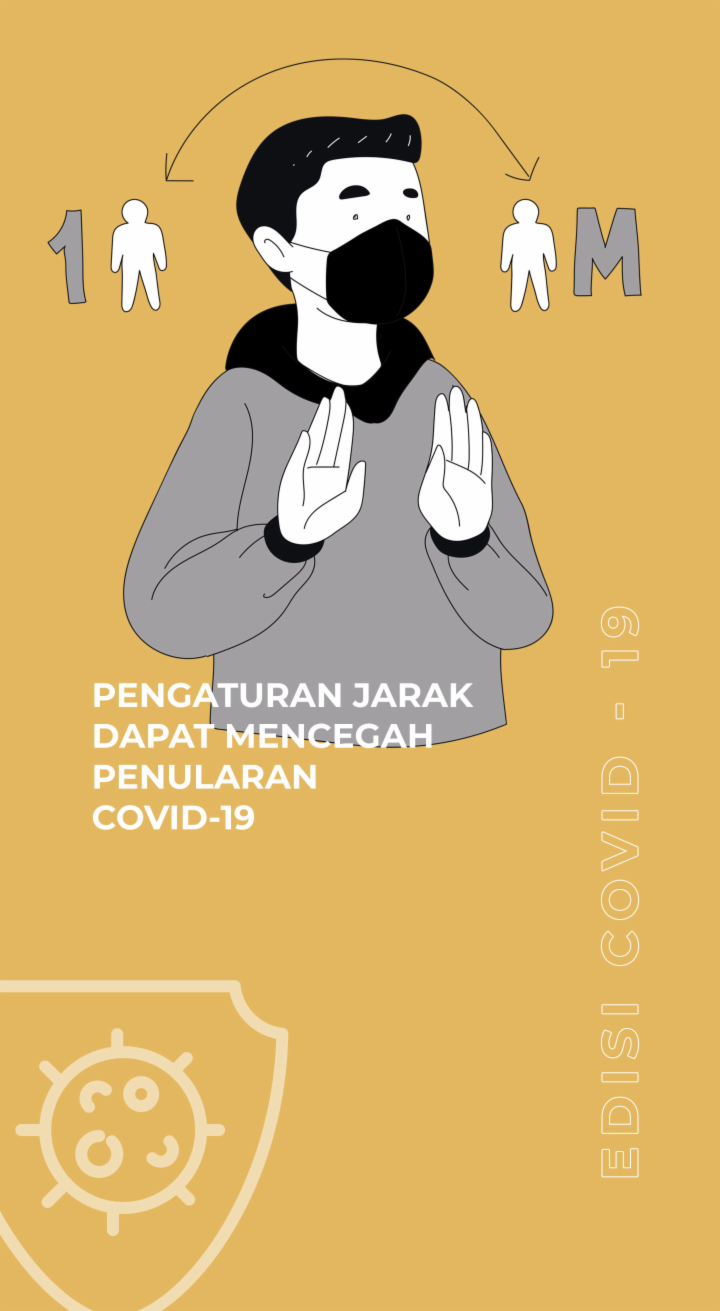 1 M
PENGATURAN JARAK
DAPAT MENCEGAH
PENULARAN
COVID-19
EDISI COVID - 19